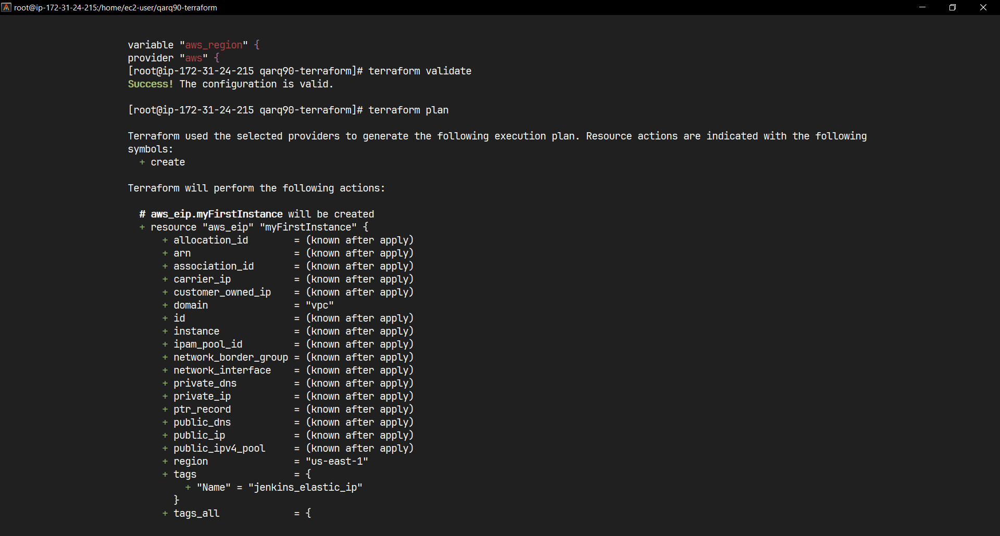 root@ip-172-31-24-215:/home/ec2-user/qarq90-terraform
variable "aws_region" {
provider "aws" {
[root@ip-172-31-24-215 qarq90-terraform]# terraform validate
Success! The configuration is valid.
[root@ip-172-31-24-215 qarq90-terraform]# terraform plan
Terraform used the selected providers to generate the following execution plan. Resource actions are indicated with the following
symbols:
  + create
Terraform will perform the following actions:
  # aws_eip.myFirstInstance will be created
  + resource "aws_eip" "myFirstInstance" {
      + allocation_id        = (known after apply)
      + arn                  = (known after apply)
      + association_id       = (known after apply)
      + carrier_ip           = (known after apply)
      + customer_owned_ip    = (known after apply)
      + domain               = "vpc"
      + id                   = (known after apply)
      + instance             = (known after apply)
      + ipam_pool_id         = (known after apply)
      + network_border_group = (known after apply)
      + network_interface    = (known after apply)
      + private_dns          = (known after apply)
      + private_ip           = (known after apply)
      + ptr_record           = (known after apply)
      + public_dns           = (known after apply)
      + public_ip            = (known after apply)
      + public_ipv4_pool     = (known after apply)
      + region               = "us-east-1"
      + tags                 = {
          + "Name" = "jenkins_elastic_ip"
        }
      + tags_all             = {